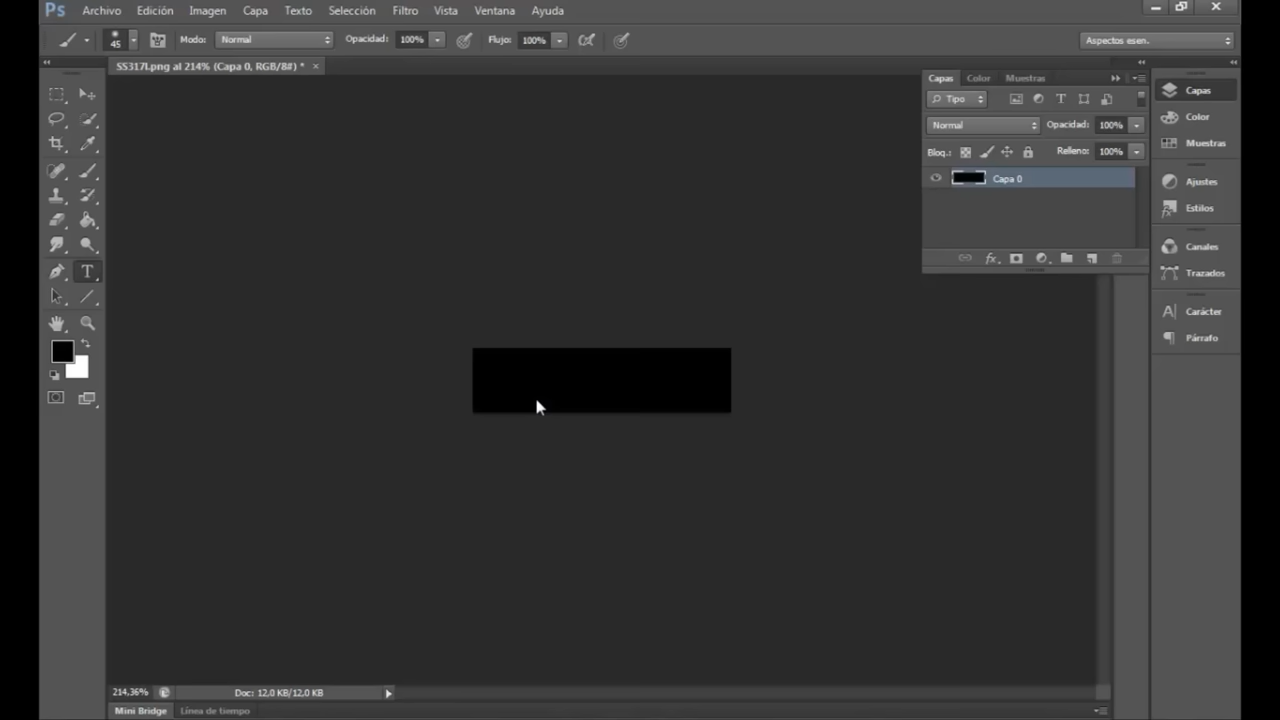 Ps Archivo Edición Imagen Capa Texto Selección Filtro Vista Ventana Ayuda
45 Modo: Normal Opacidad: 100% Flujo: 100% Aspectos esen.
SS317I.png al 214% (Capa 0, RGB/8#) * ×
Capas Color Muestras
Tipo
Normal Opacidad: 100%
Bloq.: Relleno: 100%
Capa 0
Capas
Color
Muestras
Ajustes
Estilos
Canales
Trazados
Carácter
Párrafo
214,36% Doc: 12,0 KB/12,0 KB
Mini Bridge Línea de tiempo